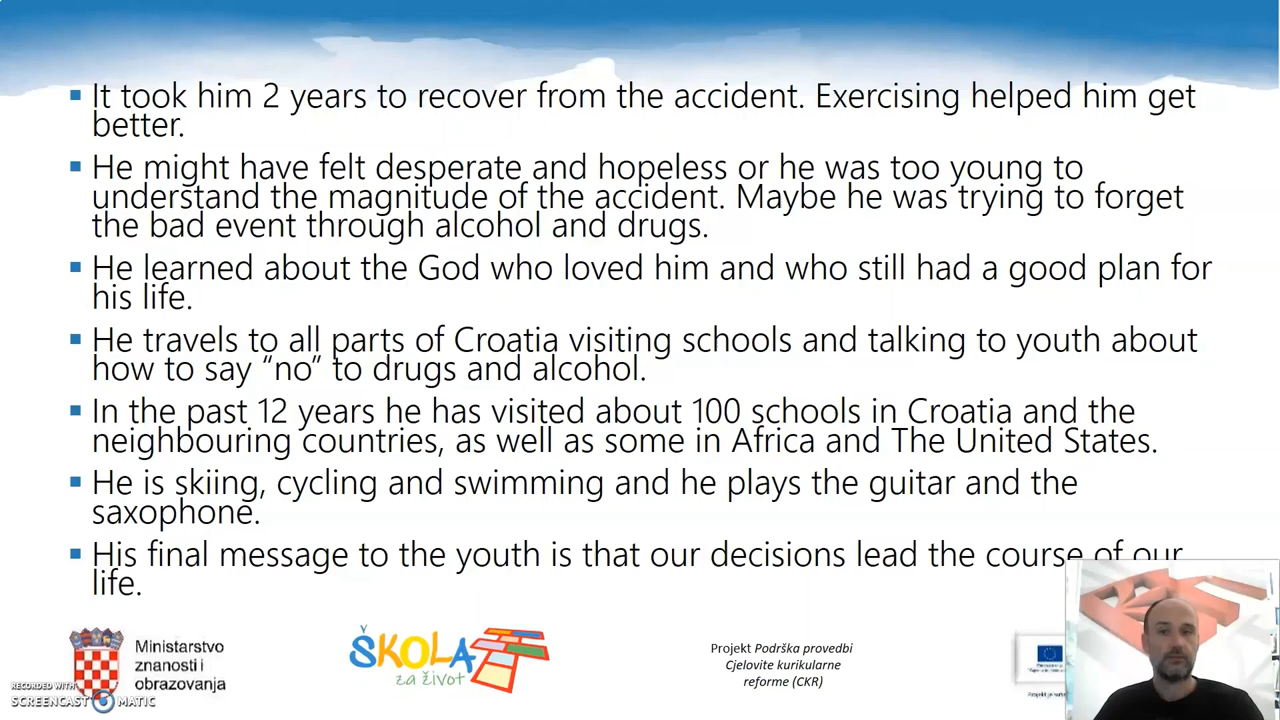 ▪ It took him 2 years to recover from the accident. Exercising helped him get
better.
▪ He might have felt desperate and hopeless or he was too young to
understand the magnitude of the accident. Maybe he was trying to forget
the bad event through alcohol and drugs.
▪ He learned about the God who loved him and who still had a good plan for
his life.
▪ He travels to all parts of Croatia visiting schools and talking to youth about
how to say “no” to drugs and alcohol.
▪ In the past 12 years he has visited about 100 schools in Croatia and the
neighbouring countries, as well as some in Africa and The United States.
▪ He is skiing, cycling and swimming and he plays the guitar and the
saxophone.
▪ His final message to the youth is that our decisions lead the course of our
life.
Ministarstvo
znanosti i
obrazovanja
ŠKOLA
za život
Projekt Podrška provedbi
Cjelovite kurikularne
reforme (CKR)
RECORDED WITH
SCREENCAST MATIC